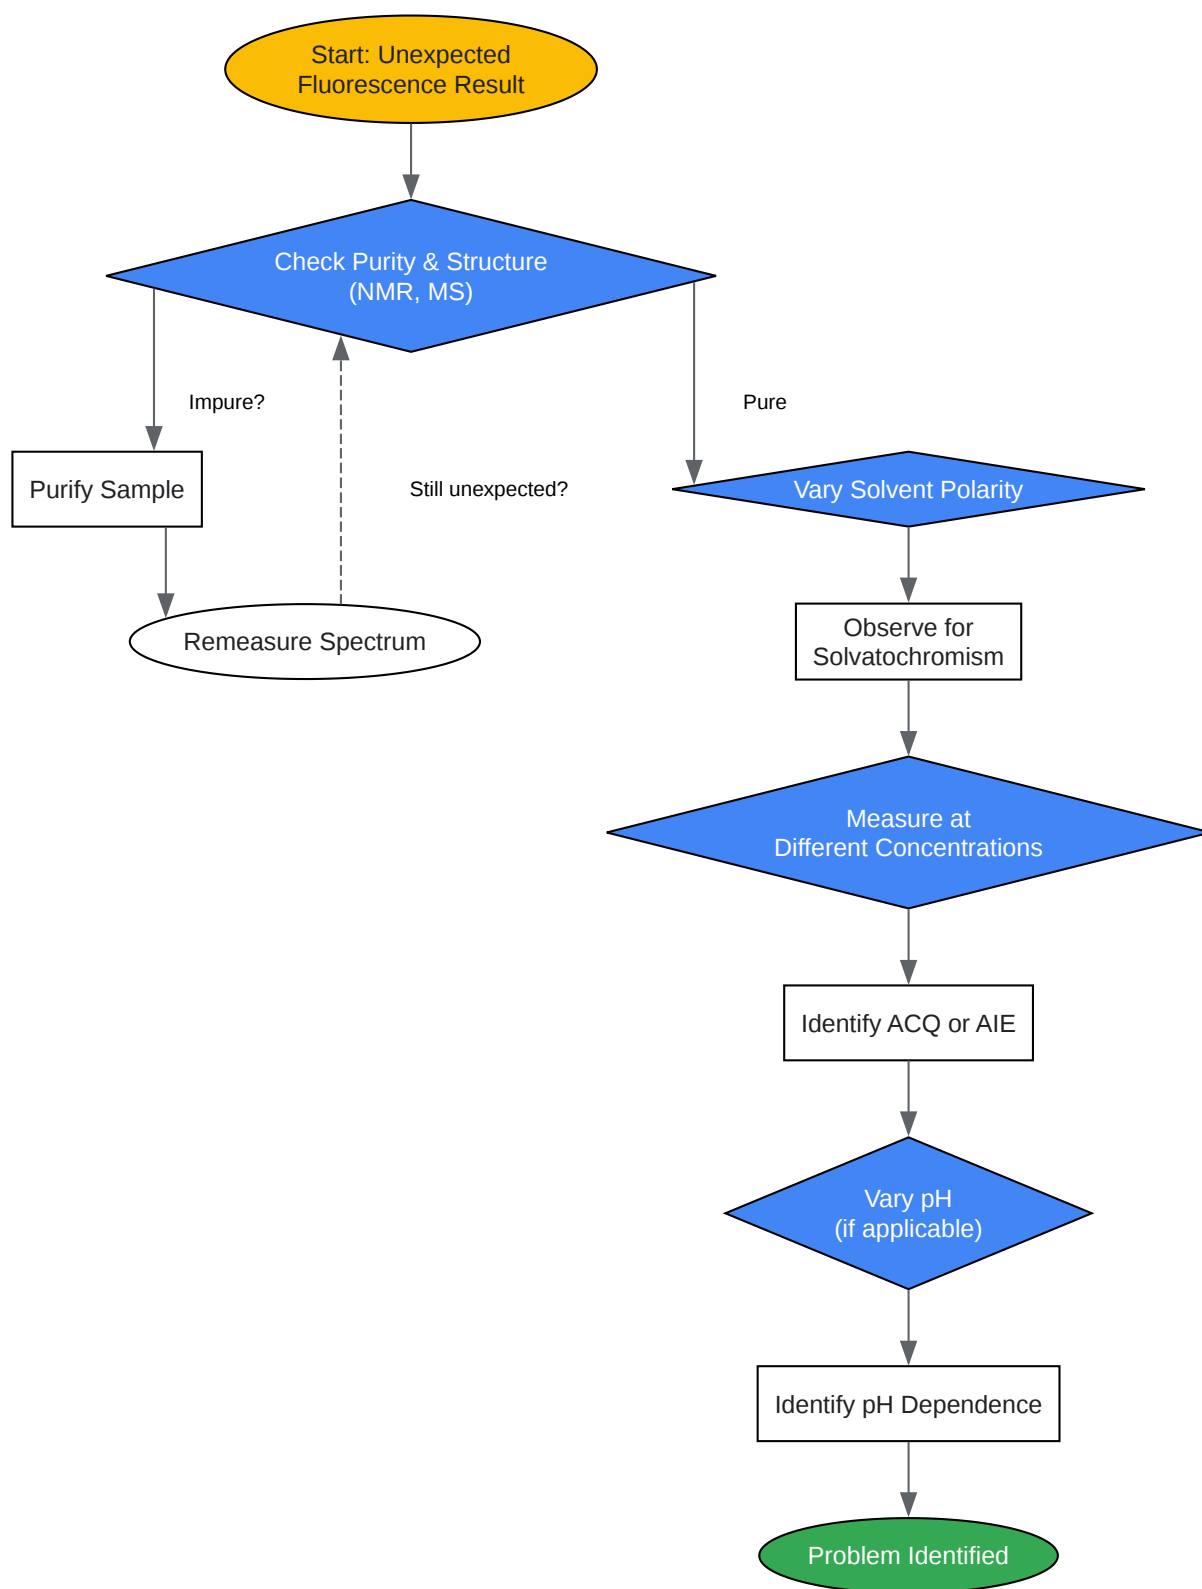 Start: Unexpected
Fluorescence Result
Check Purity & Structure
(NMR, MS)
Impure?
Pure
Purify Sample
Still unexpected?
Vary Solvent Polarity
Remeasure Spectrum
Observe for
Solvatochromism
Measure at
Different Concentrations
Identify ACQ or AIE
Vary pH
(if applicable)
Identify pH Dependence
Problem Identified